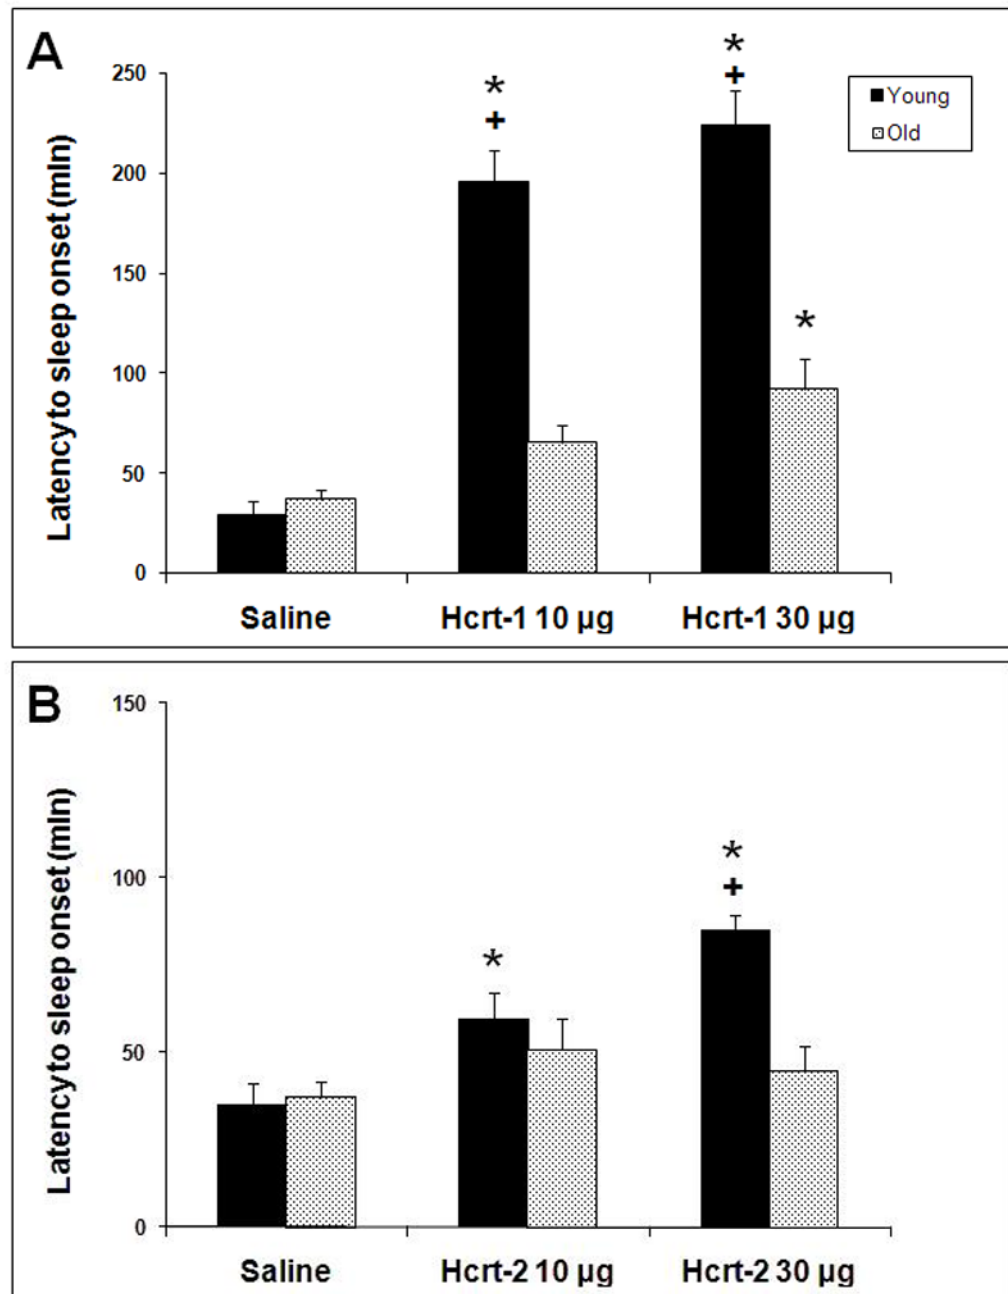 A
Latencyto sleep onset (min)
250
200
150
100
50
0
*
+
*
+
*
Young
Old
Saline
Hcrt-1 10 µg
Hcrt-1 30 µg
B
Latencyto sleep onset (min)
150
100
50
0
*
*
+
Saline
Hcrt-2 10 µg
Hcrt-2 30 µg